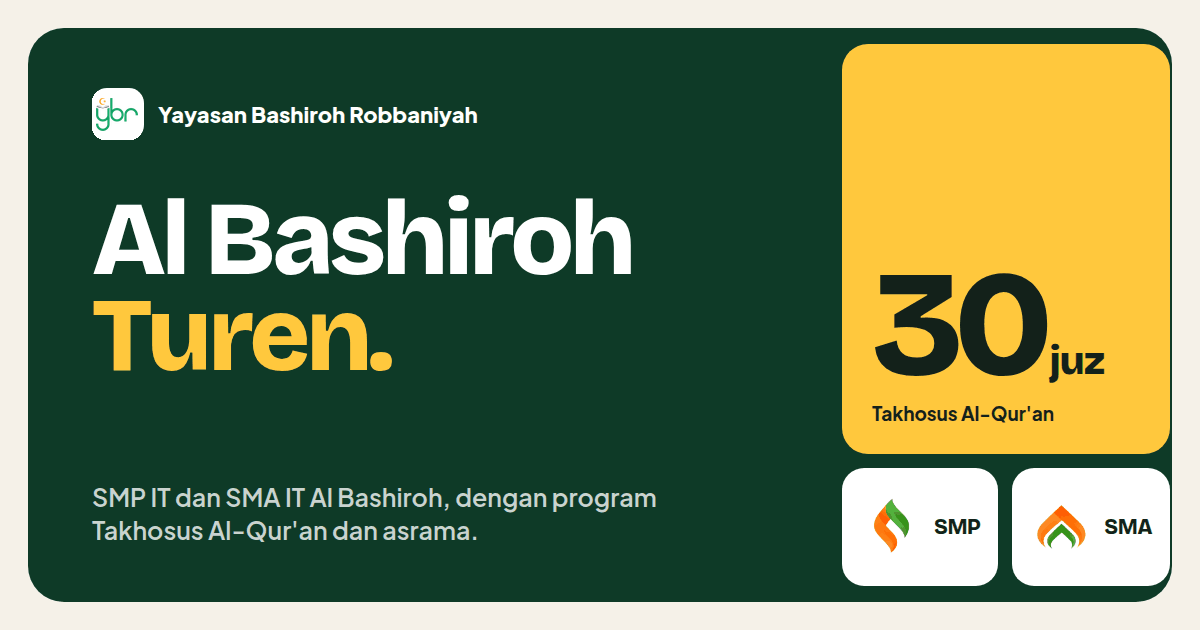 ybr
Yayasan Bashiroh Robbaniyah
Al Bashiroh
Turen.
SMP IT dan SMA IT Al Bashiroh, dengan program
Takhosus Al-Qur'an dan asrama.
30 juz
Takhosus Al-Qur'an
SMP
SMA